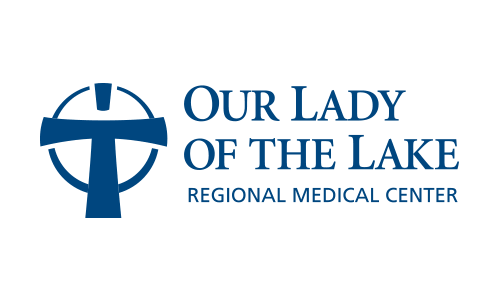 OUR LADY
OF THE LAKE
REGIONAL MEDICAL CENTER